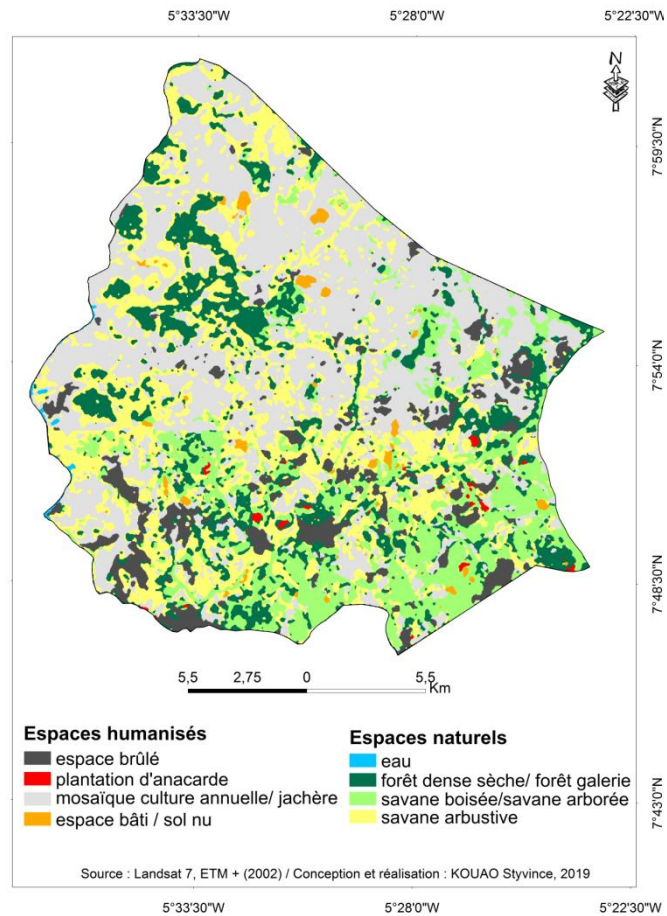 5°33'30"W 5°28'0"W 5°22'30"W
N
7°59'30"N
7°54'0"N
7°48'30"N
7°43'0"N
5,5 2,75 0 5,5
Km
Espaces humanisés
espace brûlé
plantation d'anacarde
mosaïque culture annuelle/ jachère
espace bâti / sol nu
Espaces naturels
eau
forêt dense sèche/ forêt galerie
savane boisée/savane arborée
savane arbustive
Source : Landsat 7, ETM + (2002) / Conception et réalisation : KOUAO Styvince, 2019
5°33'30"W 5°28'0"W 5°22'30"W